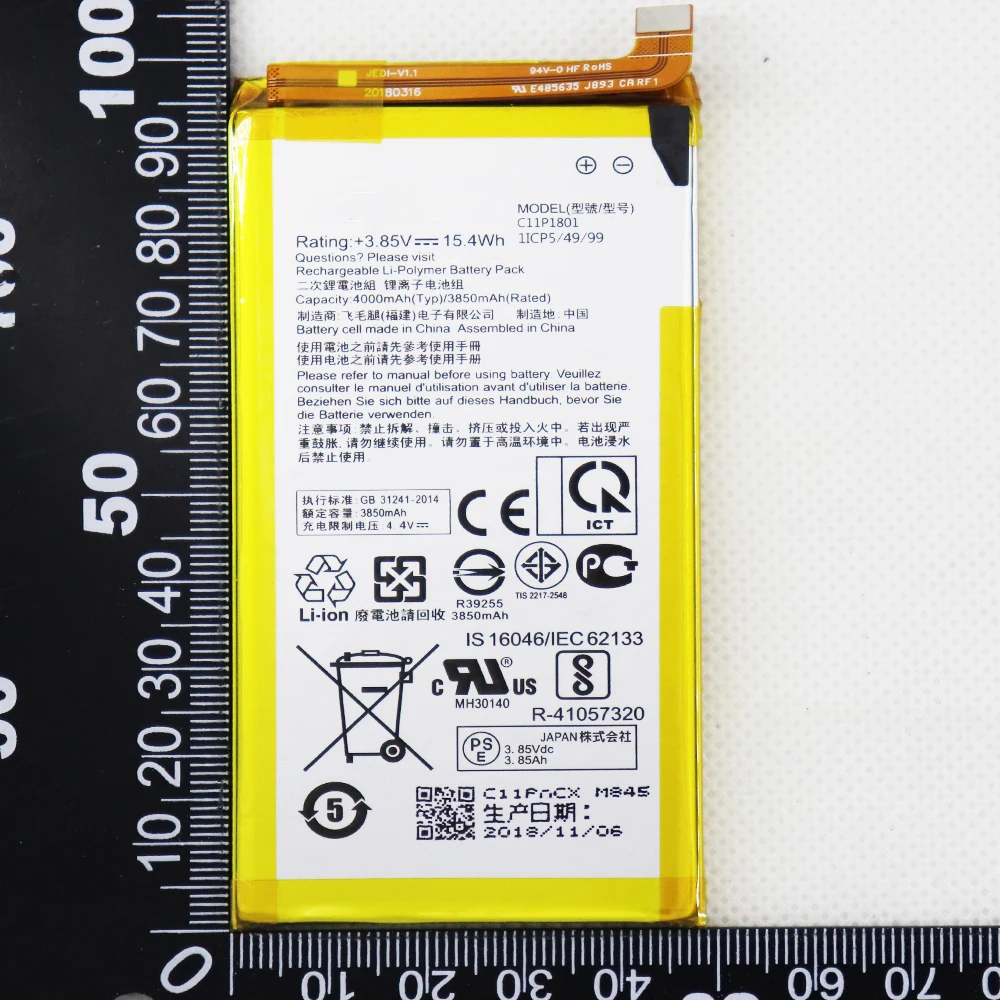 JEDI-V1.1
94V-0 HF RoHS
20180316
E485635 J893 CARF1
MODEL(型號/型号)
C11P1801
Rating:+3.85V⎓ 15.4Wh
1ICP5/49/99
Questions? Please visit
Rechargeable Li-Polymer Battery Pack
二次鋰電池組 锂离子电池组
Capacity:4000mAh(Typ)/3850mAh(Rated)
制造商:飞毛腿(福建)电子有限公司 制造地:中国
Battery cell made in China Assembled in China
使用電池之前請先參考使用手冊
使用电池之前请先参考使用手册
Please refer to manual before using battery. Veuillez
consulter le manuel d'utilisation avant d'utiliser la batterie.
Beziehen Sie sich bitte auf dieses Handbuch, bevor Sie
die Batterie verwenden.
注意事项:禁止拆解、撞击、挤压或投入火中。若出现严
重鼓胀,请勿继续使用。请勿置于高温环境中。电池浸水
后禁止使用。
执行标准:GB 31241-2014
额定容量:3850mAh
充电限制电压:4.4V⎓
CE
ICT
R39255
3850mAh
TIS 2217-2548
Li-ion 廢電池請回收
IS 16046/IEC 62133
c RU ® US
MH30140
R-41057320
PSE
JAPAN株式会社
3.85Vdc
3.85Ah
5
C11PnCX M845
生产日期:
2018/11/06
100
90
80
70
60
50
40
30
20
10
0
10
20
30
50
60
70